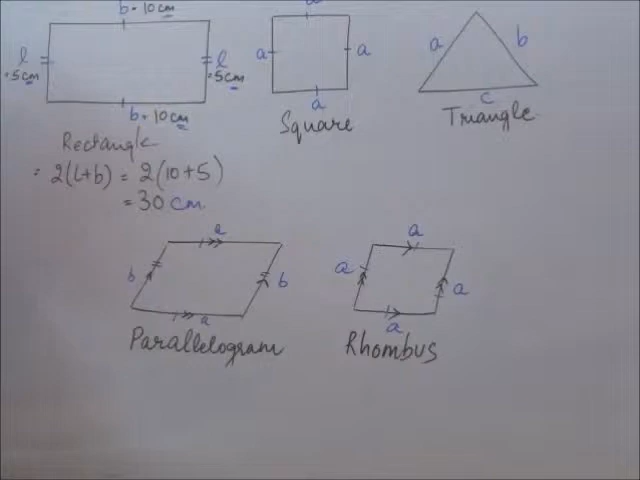 b = 10 cm
l
= 5 cm
l
= 5 cm
b = 10 cm
Rectangle
= 2(l+b) = 2(10+5)
= 30 cm
a
a
a
a
Square
a
b
c
Triangle
a
b
b
a
Parallelogram
a
a
a
a
Rhombus